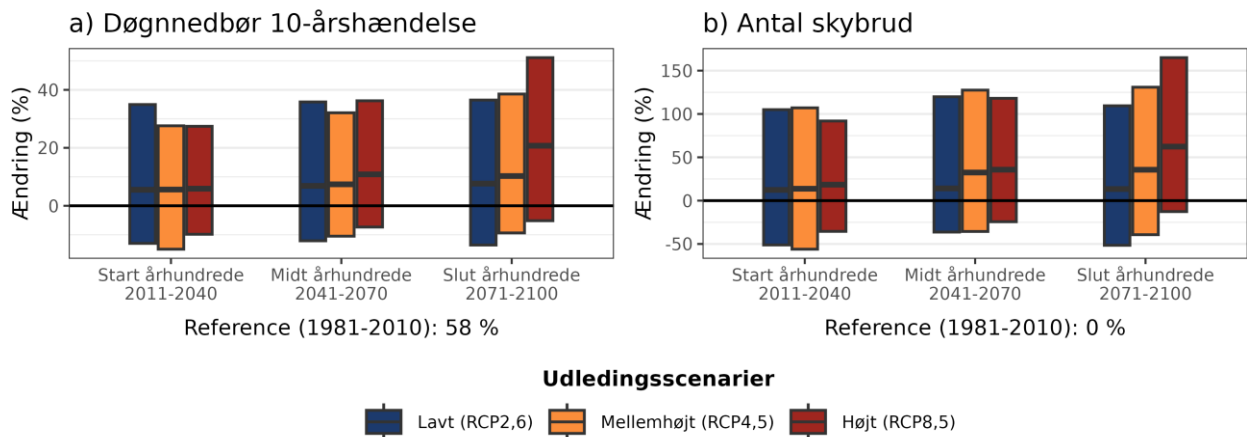 a) Døgnnedbør 10-årshændelse
Ændring (%)
40
20
0
Start århundrede
2011-2040
Midt århundrede
2041-2070
Slut århundrede
2071-2100
Reference (1981-2010): 58 %
b) Antal skybrud
Ændring (%)
150
100
50
0
-50
Start århundrede
2011-2040
Midt århundrede
2041-2070
Slut århundrede
2071-2100
Reference (1981-2010): 0 %
Udledingsscenarier
Lavt (RCP2,6)
Mellemhøjt (RCP4,5)
Højt (RCP8,5)